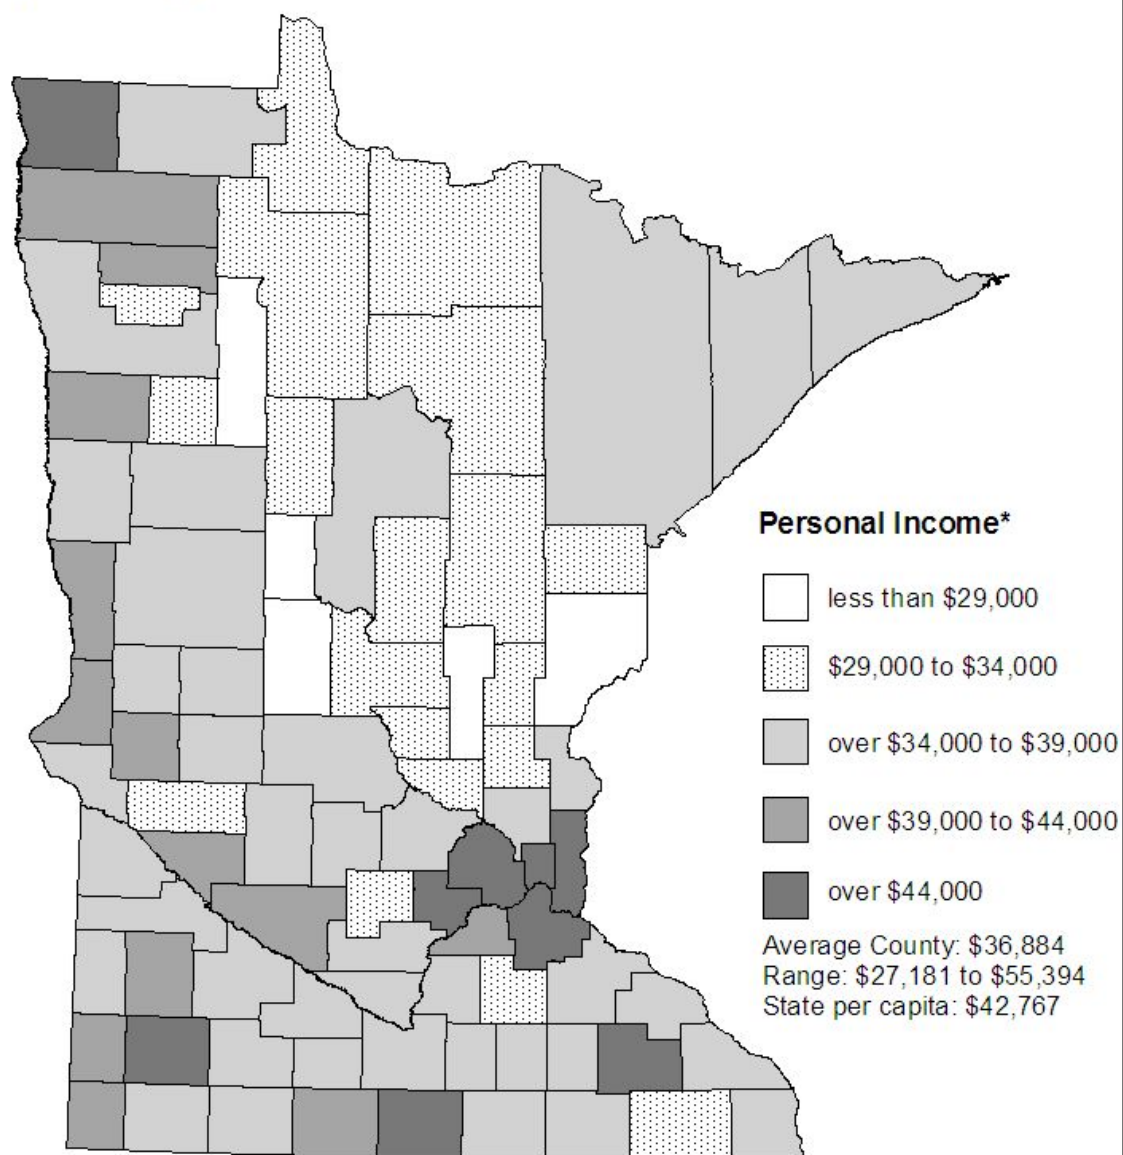 Personal Income*
less than $29,000
$29,000 to $34,000
over $34,000 to $39,000
over $39,000 to $44,000
over $44,000
Average County: $36,884
Range: $27,181 to $55,394
State per capita: $42,767